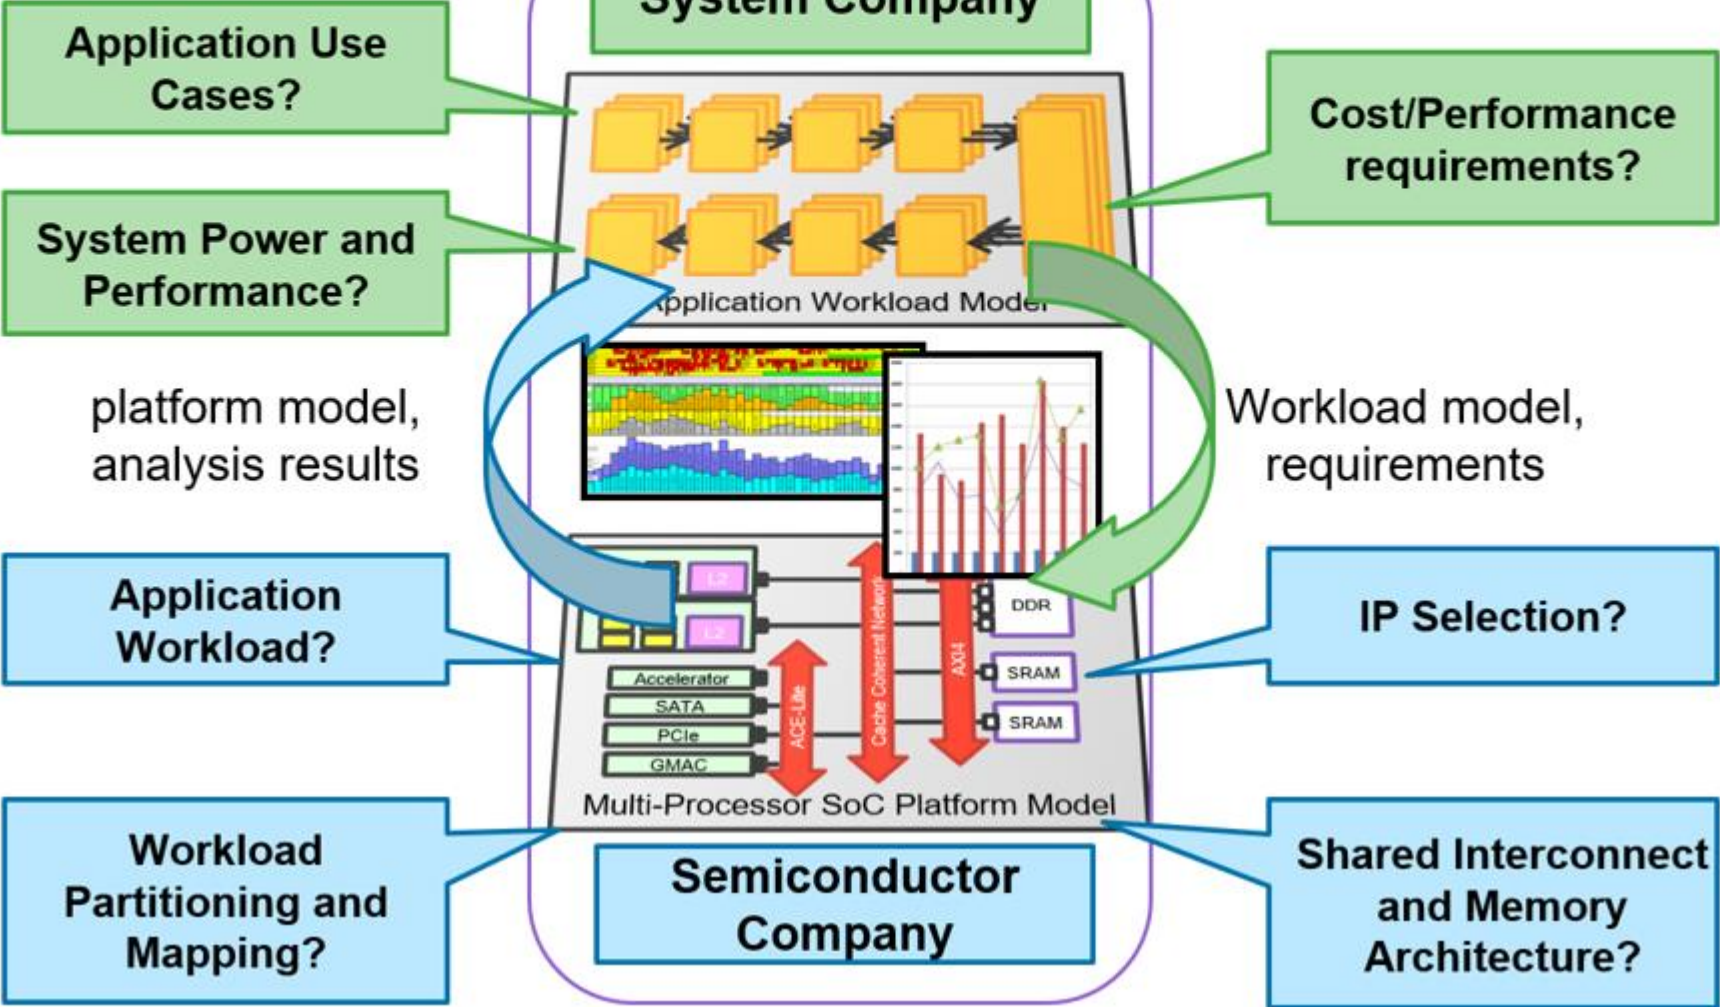 System Company
Application Use
Cases?
Cost/Performance
requirements?
System Power and
Performance?
Application Workload Model
platform model,
analysis results
Workload model,
requirements
Application
Workload?
IP Selection?
L2
L2
Accelerator
SATA
PCIe
GMAC
ACE-Lite
Cache Coherent Network
AXI4
DDR
SRAM
SRAM
Multi-Processor SoC Platform Model
Workload
Partitioning and
Mapping?
Semiconductor
Company
Shared Interconnect
and Memory
Architecture?